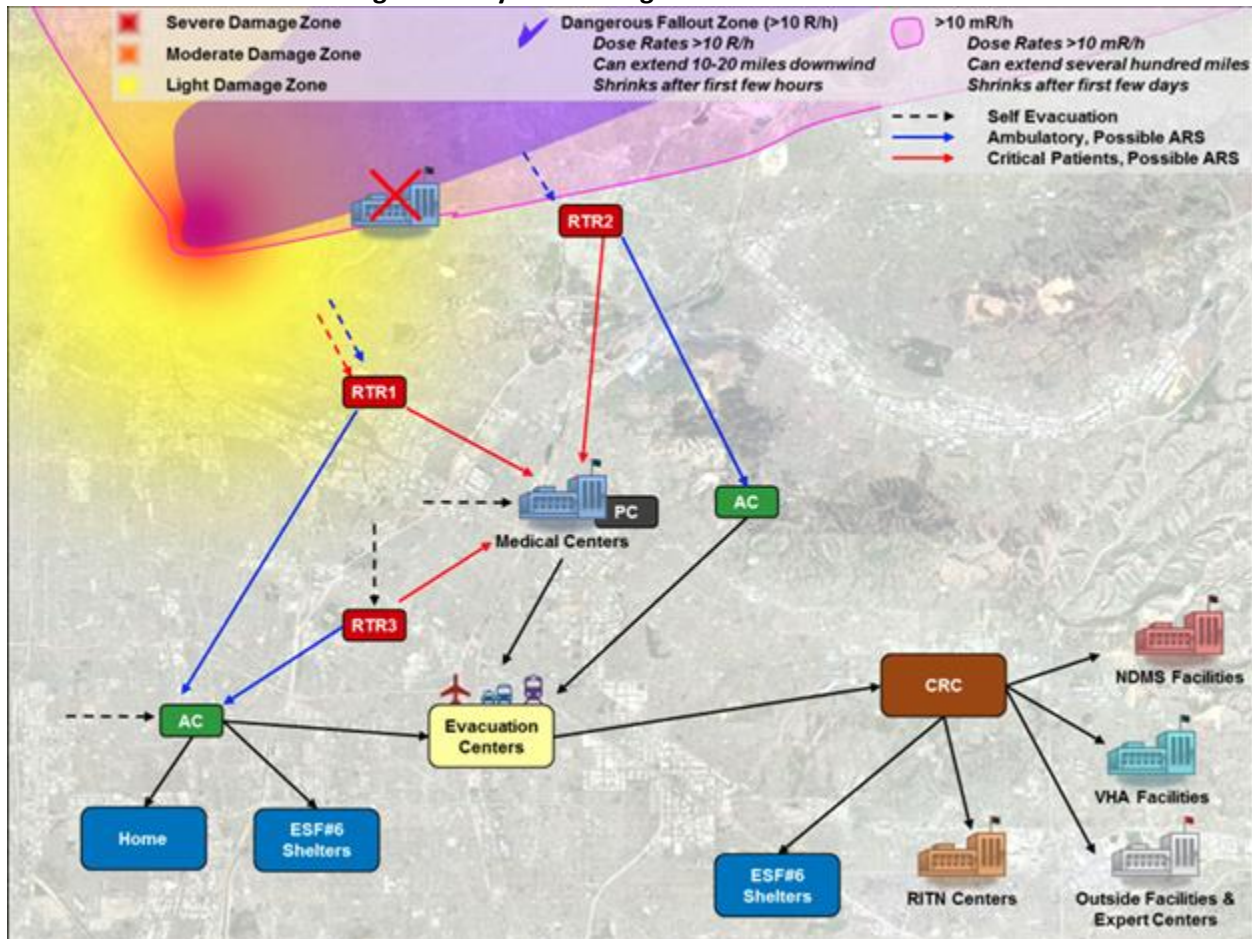 Severe Damage Zone
Moderate Damage Zone
Light Damage Zone
Dangerous Fallout Zone (>10 R/h)
Dose Rates >10 R/h
Can extend 10-20 miles downwind
Shrinks after first few hours
>10 mR/h
Dose Rates >10 mR/h
Can extend several hundred miles
Shrinks after first few days
Self Evacuation
Ambulatory, Possible ARS
Critical Patients, Possible ARS
RTR2
RTR1
PC
Medical Centers
AC
RTR3
CRC
NDMS Facilities
AC
Evacuation
Centers
VHA Facilities
Home
ESF#6
Shelters
ESF#6
Shelters
RITN Centers
Outside Facilities &
Expert Centers